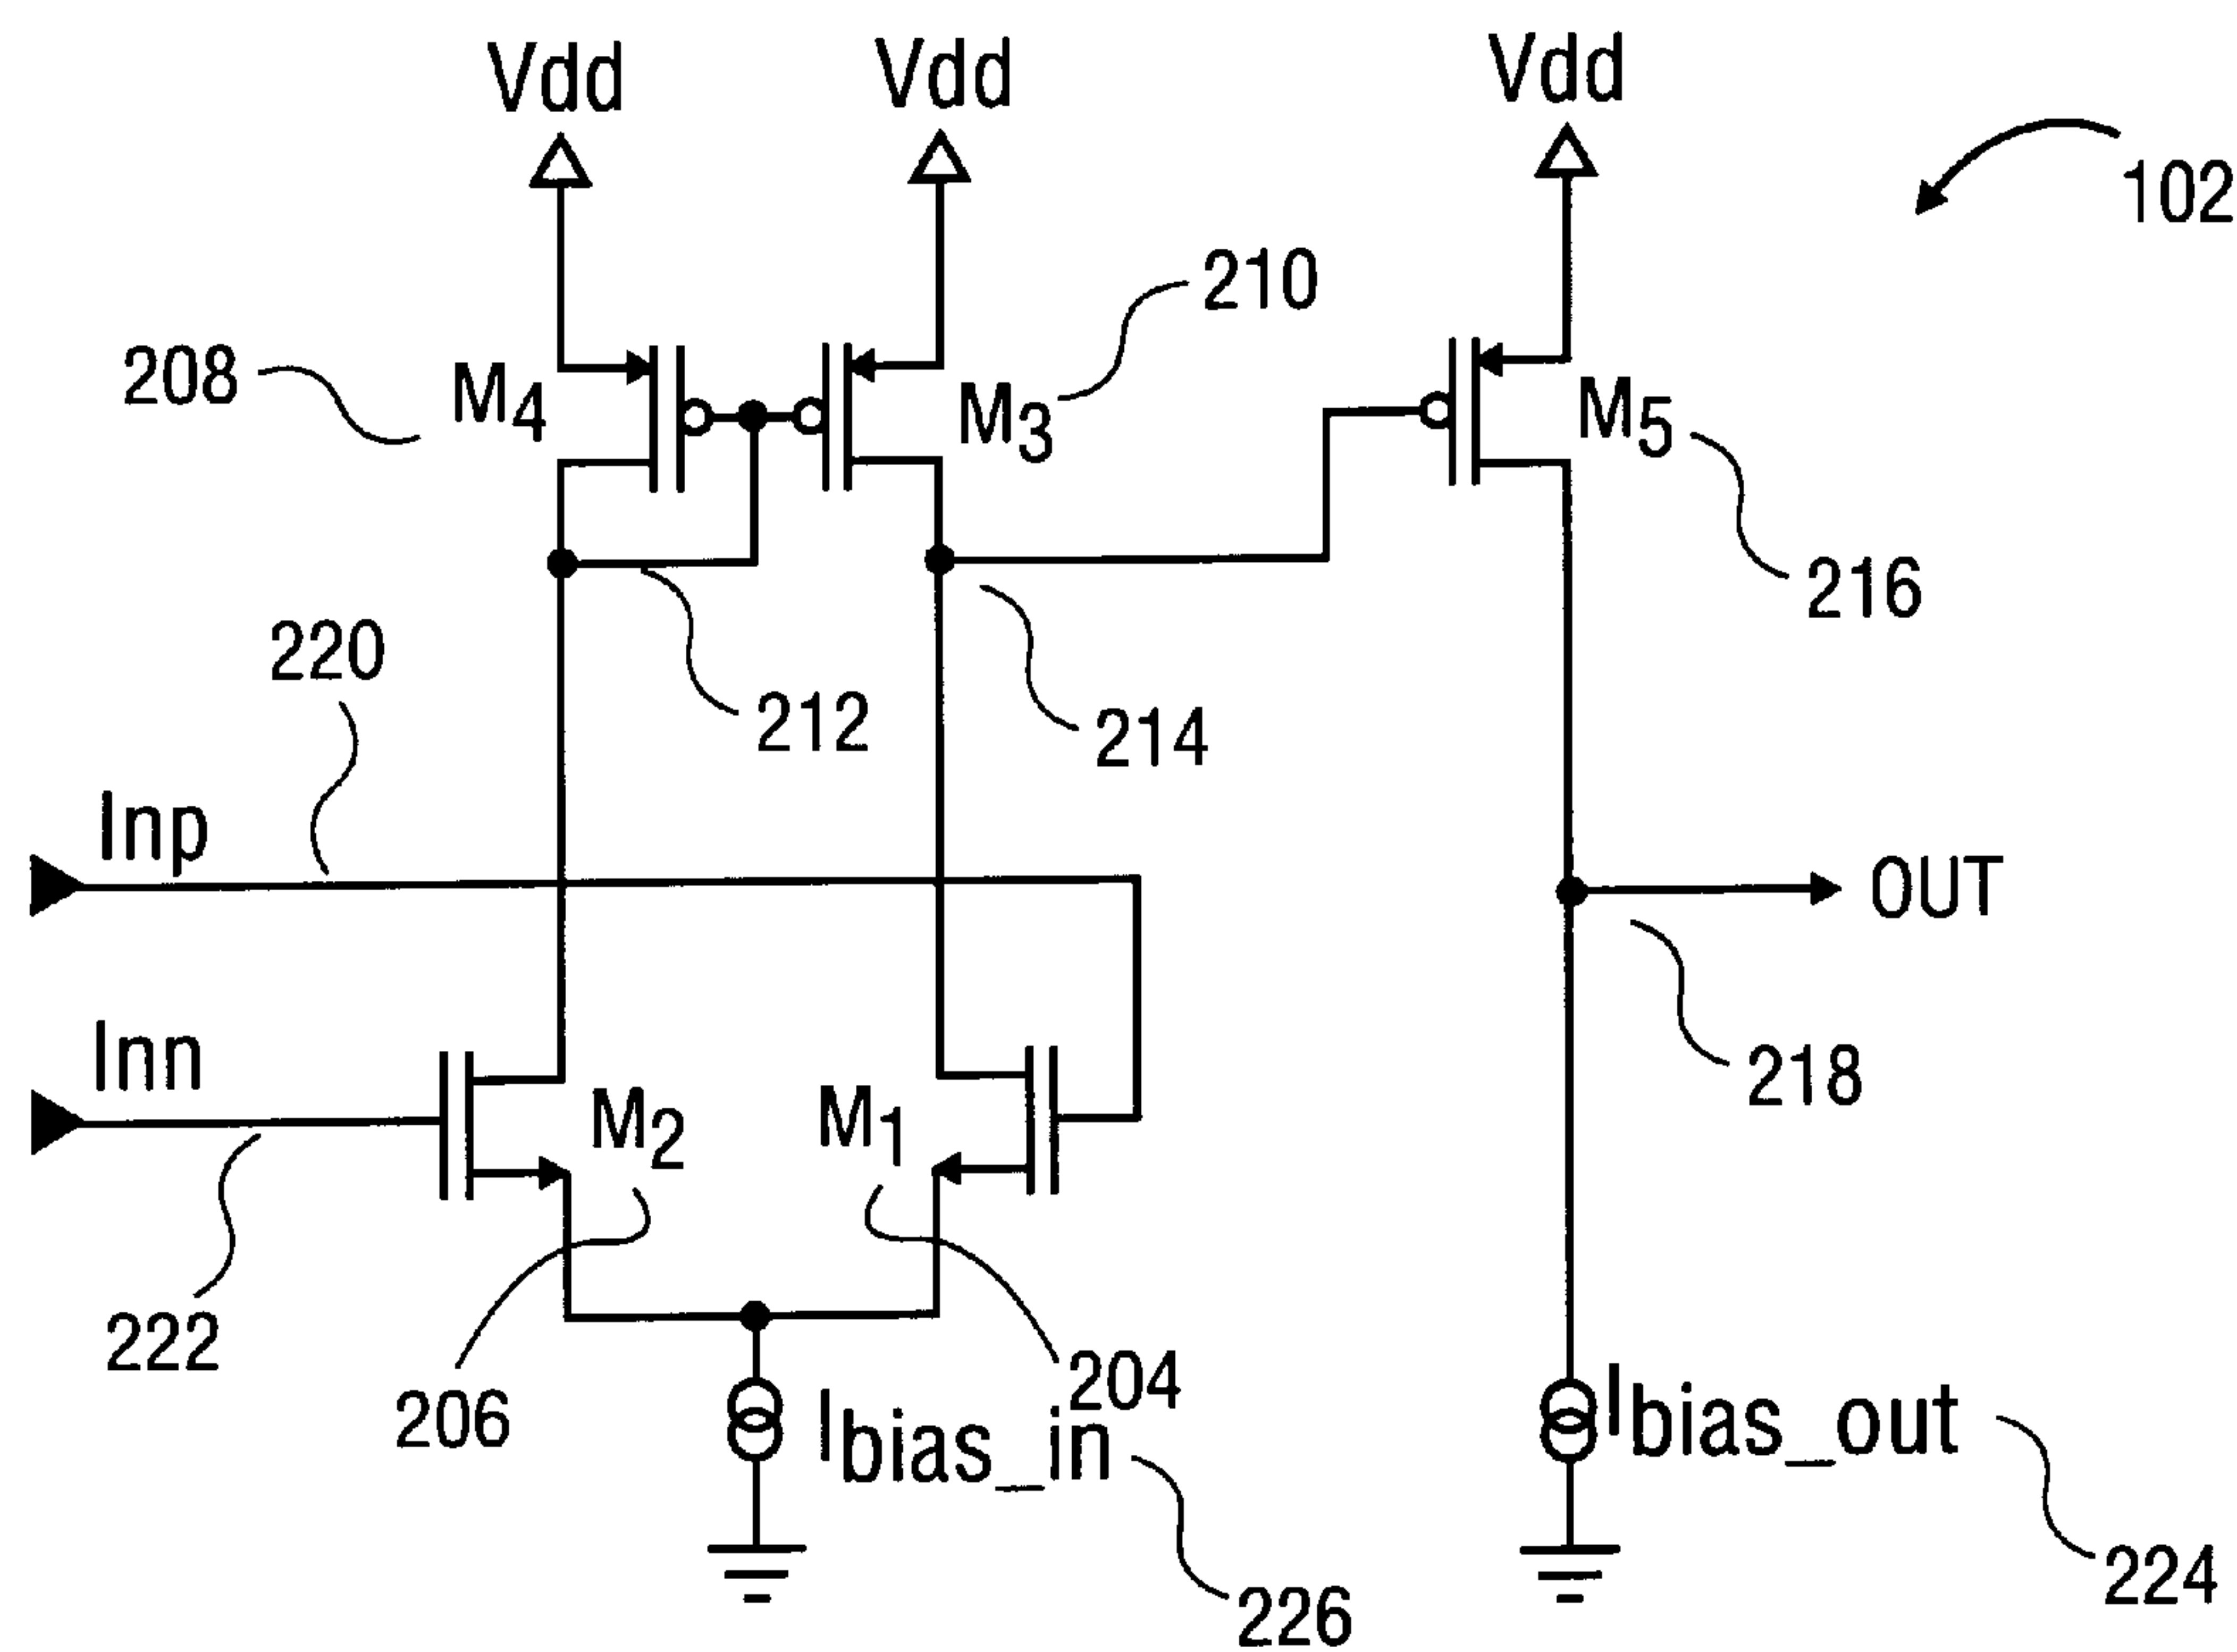 Vdd Vdd Vdd
102
210
208 M4 M3 M5
216
220
212 214
Inp
OUT
Inn
M2 M1
218
222
206 204
Ibias_in Ibias_out
226 224